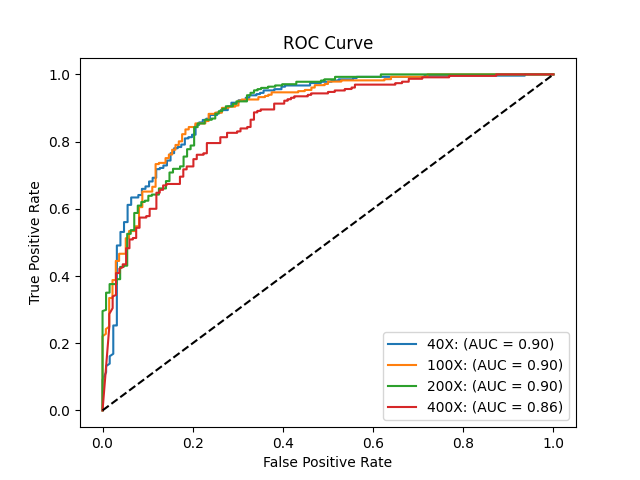 ROC Curve
True Positive Rate
1.0
0.8
0.6
0.4
0.2
0.0
0.0 0.2 0.4 0.6 0.8 1.0
False Positive Rate
40X: (AUC = 0.90)
100X: (AUC = 0.90)
200X: (AUC = 0.90)
400X: (AUC = 0.86)